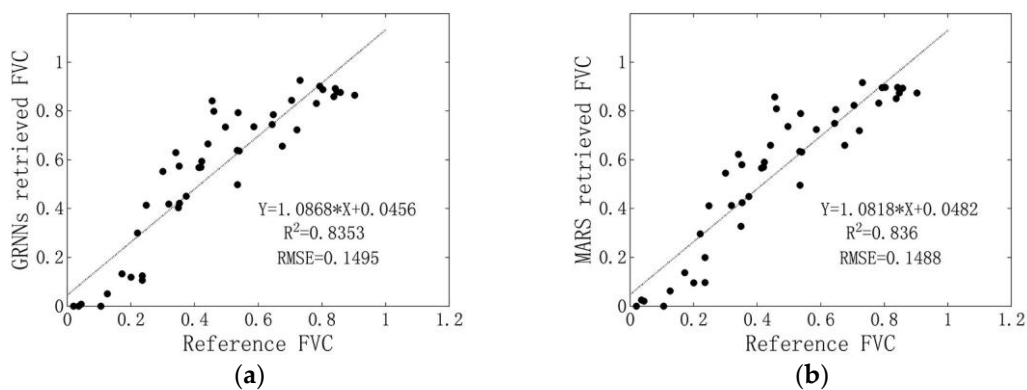 GRNNs retrieved FVC
1
0.8
0.6
0.4
0.2
0
Y=1.0868*X+0.0456
R²=0.8353
RMSE=0.1495
0 0.2 0.4 0.6 0.8 1 1.2
Reference FVC
(a)
MARS retrieved FVC
1
0.8
0.6
0.4
0.2
0
Y=1.0818*X+0.0482
R²=0.836
RMSE=0.1488
0 0.2 0.4 0.6 0.8 1 1.2
Reference FVC
(b)